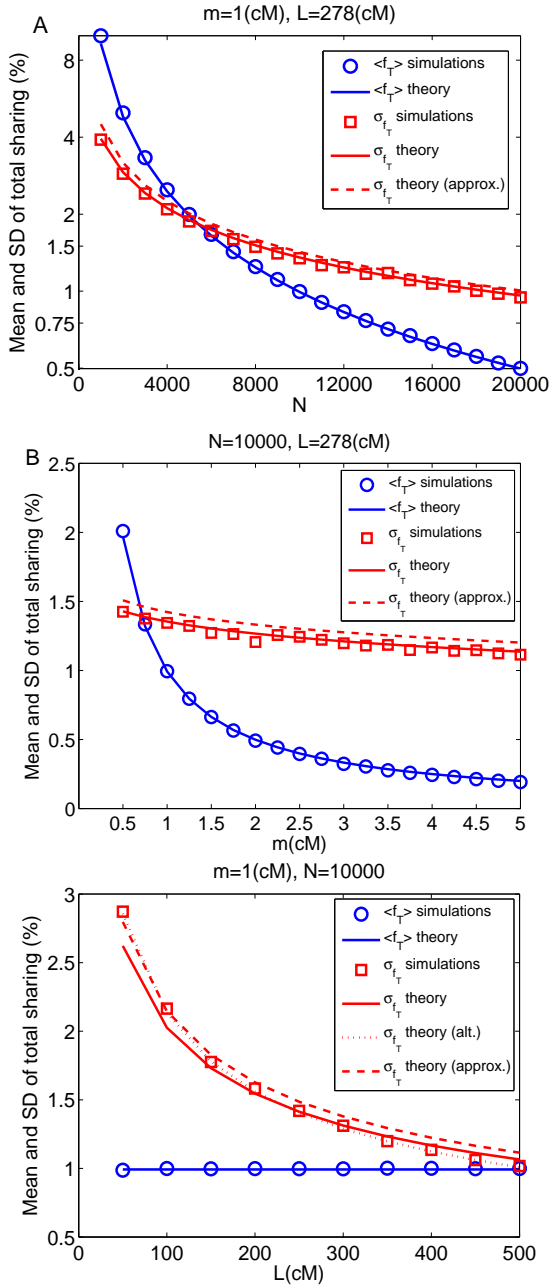 A
m=1(cM), L=278(cM)
Mean and SD of total sharing (%)
8
4
2
1.5
1
0.75
0.5
<f_T> simulations
<f_T> theory
σ_f_T simulations
σ_f_T theory
σ_f_T theory (approx.)
0 4000 8000 12000 16000 20000
N
B
N=10000, L=278(cM)
Mean and SD of total sharing (%)
2.5
2
1.5
1
0.5
0
<f_T> simulations
<f_T> theory
σ_f_T simulations
σ_f_T theory
σ_f_T theory (approx.)
0.5 1 1.5 2 2.5 3 3.5 4 4.5 5
m(cM)
m=1(cM), N=10000
Mean and SD of total sharing (%)
3
2.5
2
1.5
1
0.5
<f_T> simulations
<f_T> theory
σ_f_T simulations
σ_f_T theory
σ_f_T theory (alt.)
σ_f_T theory (approx.)
0 100 200 300 400 500
L(cM)